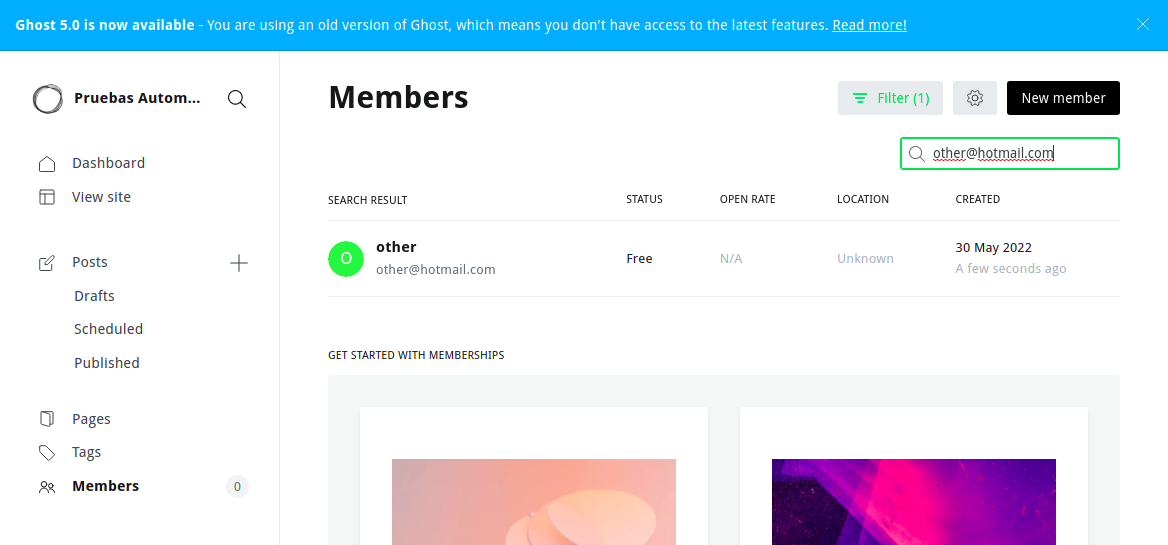 Ghost 5.0 is now available - You are using an old version of Ghost, which means you don't have access to the latest features. Read more!
Pruebas Autom...
Dashboard
View site
Posts
Drafts
Scheduled
Published
Pages
Tags
Members 0
Members
Filter (1)
New member
other@hotmail.com
SEARCH RESULT STATUS OPEN RATE LOCATION CREATED
O
other
other@hotmail.com
Free
N/A
Unknown
30 May 2022
A few seconds ago
GET STARTED WITH MEMBERSHIPS